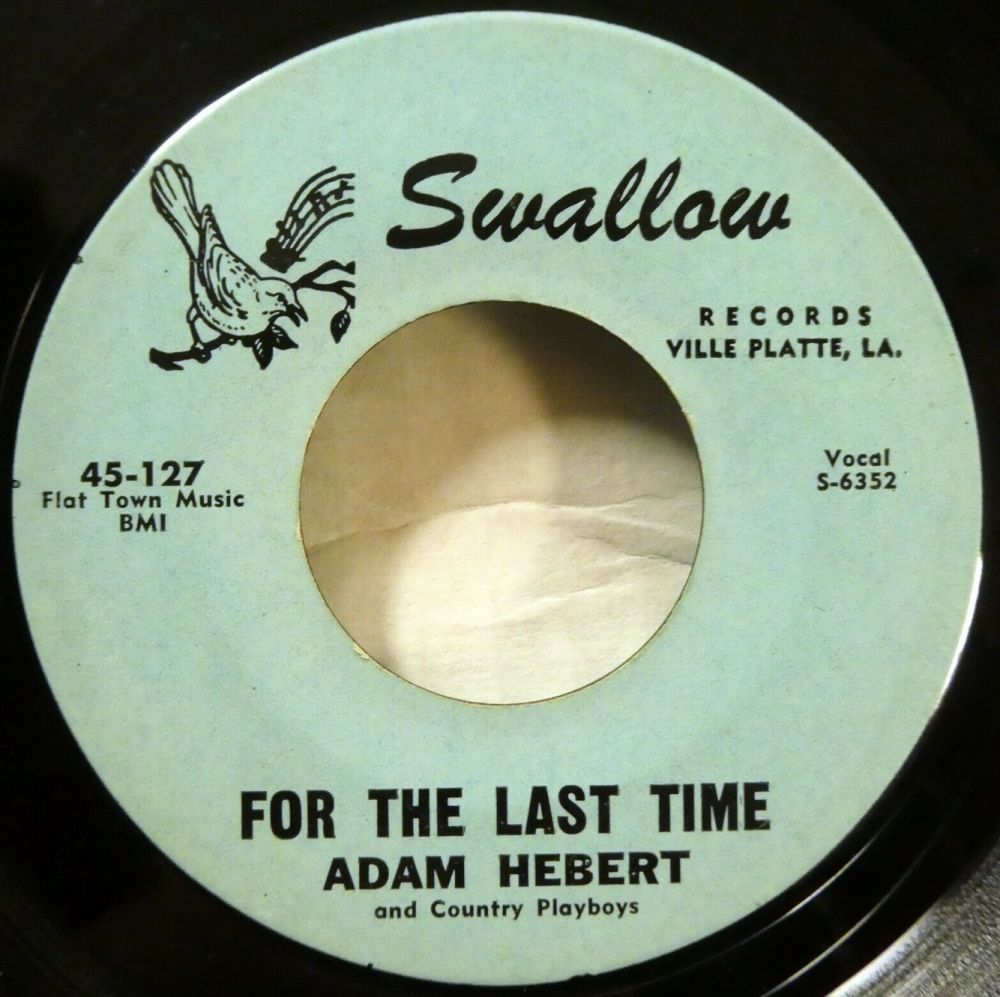 Swallow
RECORDS
VILLE PLATTE, LA.
45-127
Flat Town Music
BMI
Vocal
S-6352
FOR THE LAST TIME
ADAM HEBERT
and Country Playboys